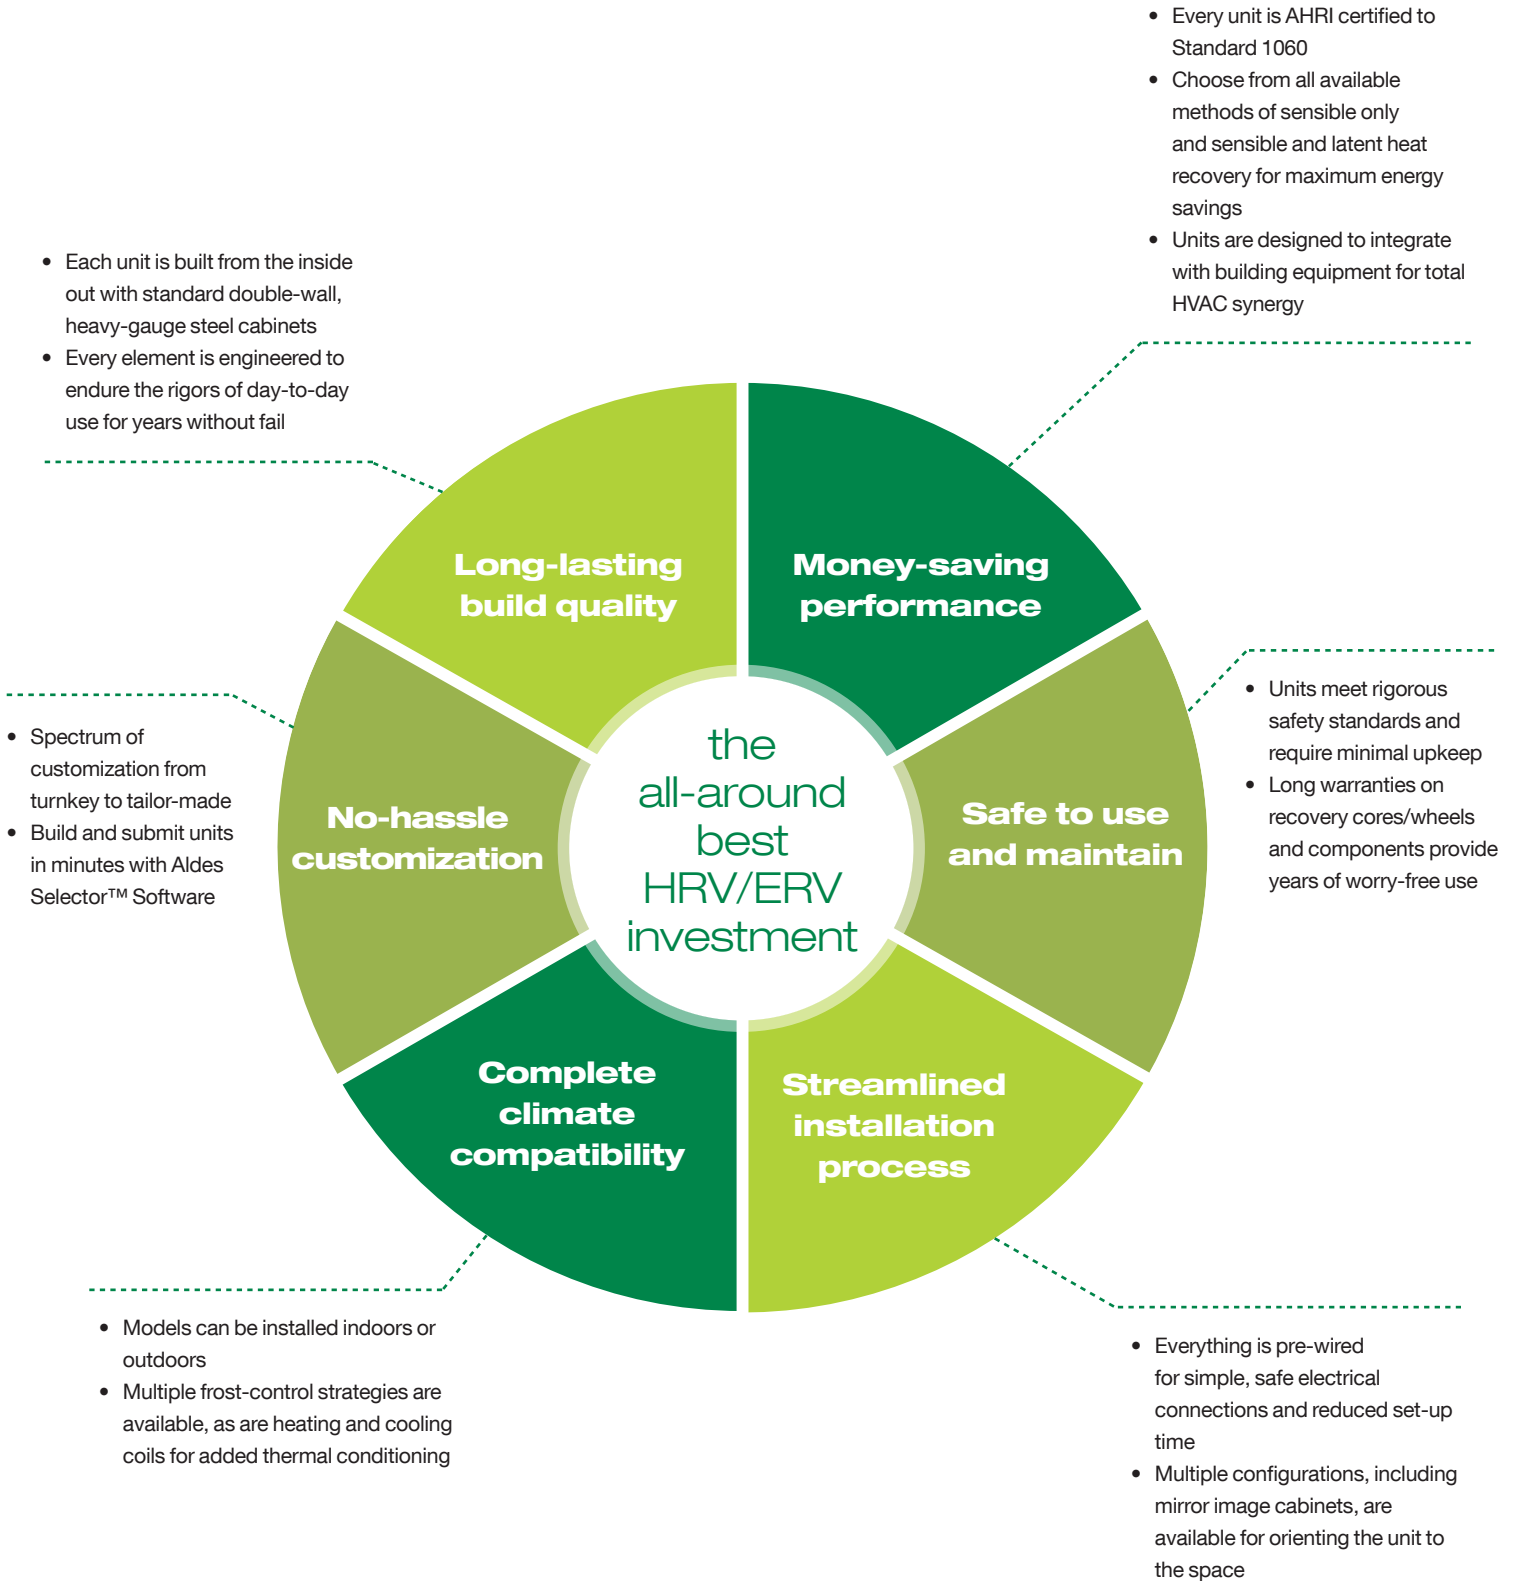 • Every unit is AHRI certified to
Standard 1060
• Choose from all available
methods of sensible only
and sensible and latent heat
recovery for maximum energy
savings
• Units are designed to integrate
with building equipment for total
HVAC synergy
• Each unit is built from the inside
out with standard double-wall,
heavy-gauge steel cabinets
• Every element is engineered to
endure the rigors of day-to-day
use for years without fail
Long-lasting
build quality
Money-saving
performance
• Units meet rigorous
safety standards and
require minimal upkeep
• Long warranties on
recovery cores/wheels
and components provide
years of worry-free use
• Spectrum of
customization from
turnkey to tailor-made
• Build and submit units
in minutes with Aldes
Selector™ Software
No-hassle
customization
the
all-around
best
HRV/ERV
investment
Safe to use
and maintain
Complete
climate
compatibility
Streamlined
installation
process
• Models can be installed indoors or
outdoors
• Multiple frost-control strategies are
available, as are heating and cooling
coils for added thermal conditioning
• Everything is pre-wired
for simple, safe electrical
connections and reduced set-up
time
• Multiple configurations, including
mirror image cabinets, are
available for orienting the unit to
the space